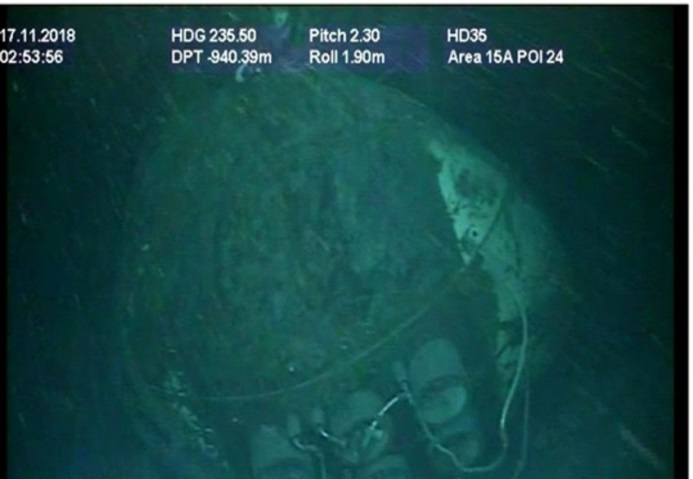 17.11.2018 HDG 235.50 Pitch 2.30 HD35
02:53:56 DPT -940.39m Roll 1.90m Area 15A POI 24